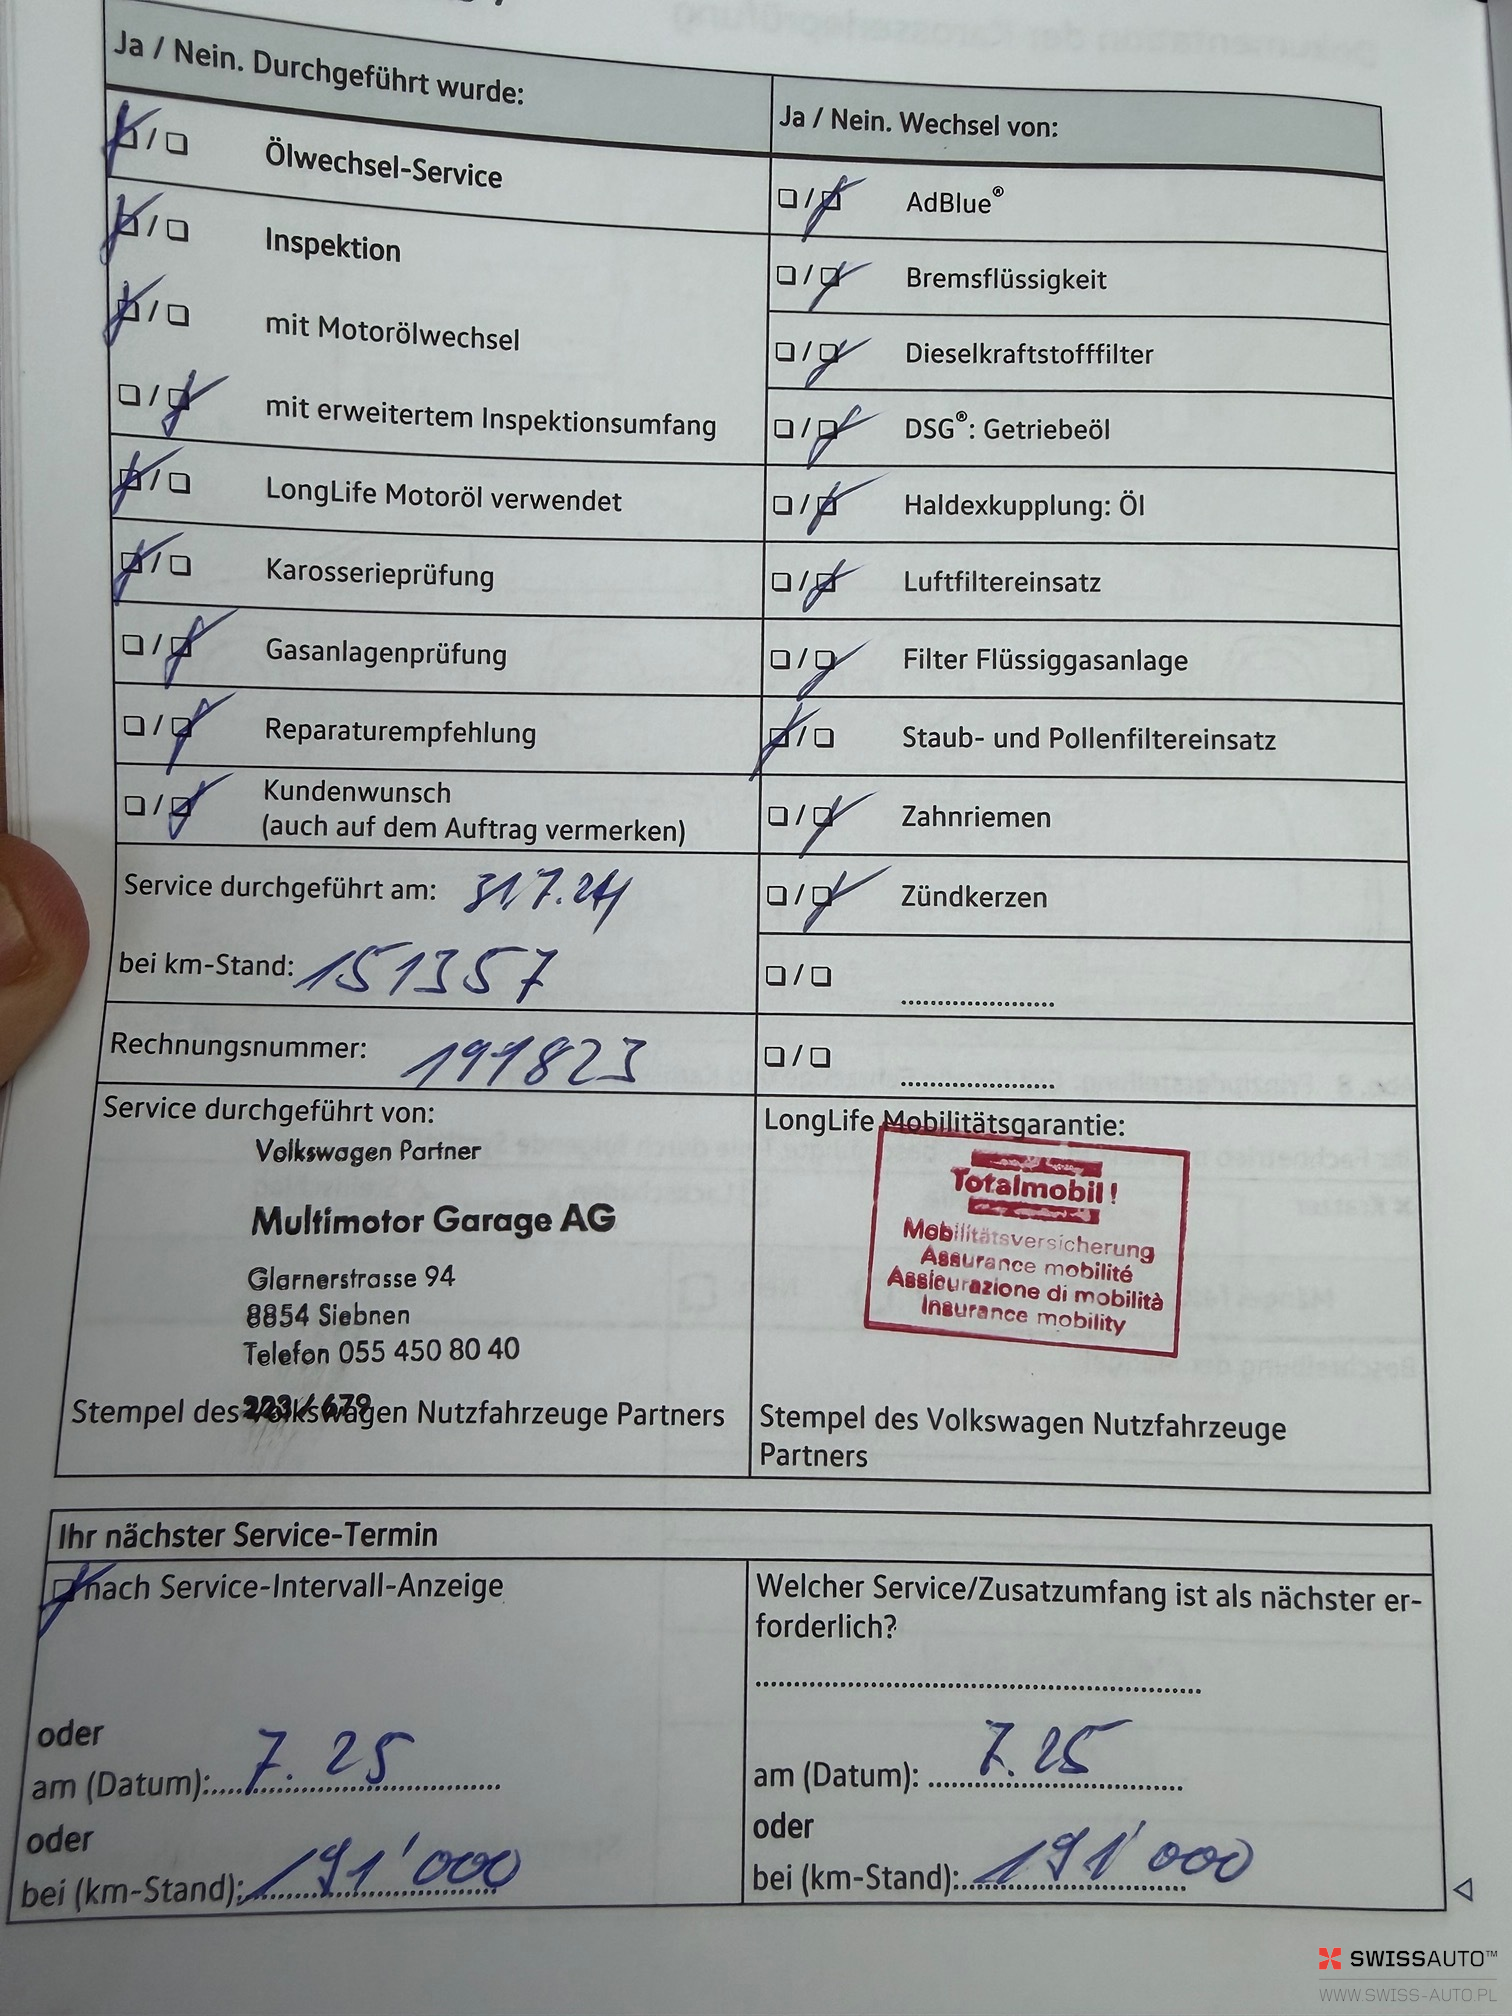 Ja / Nein. Durchgeführt wurde:
Ölwechsel-Service
Inspektion
mit Motorölwechsel
mit erweitertem Inspektionsumfang
LongLife Motoröl verwendet
Karosserieprüfung
Gasanlagenprüfung
Reparaturempfehlung
Kundenwunsch
(auch auf dem Auftrag vermerken)
Service durchgeführt am: 31.7.24
bei km-Stand: 151357
Rechnungsnummer: 191823
Service durchgeführt von:
Volkswagen Partner
Multimotor Garage AG
Glarnerstrasse 94
8854 Siebnen
Telefon 055 450 80 40
223 / 679
Stempel des Volkswagen Nutzfahrzeuge Partners
Ja / Nein. Wechsel von:
AdBlue®
Bremsflüssigkeit
Dieselkraftstofffilter
DSG®: Getriebeöl
Haldexkupplung: Öl
Luftfiltereinsatz
Filter Flüssiggasanlage
Staub- und Pollenfiltereinsatz
Zahnriemen
Zündkerzen
LongLife Mobilitätsgarantie:
Totalmobil!
Mobilitätsversicherung
Assurance mobilité
Assicurazione di mobilità
Insurance mobility
Stempel des Volkswagen Nutzfahrzeuge
Partners
Ihr nächster Service-Termin
nach Service-Intervall-Anzeige
oder
am (Datum): 7.25
oder
bei (km-Stand): 191'000
Welcher Service/Zusatzumfang ist als nächster er-
forderlich?
am (Datum): 7.25
oder
bei (km-Stand): 191'000
SWISSAUTO™
WWW.SWISS-AUTO.PL